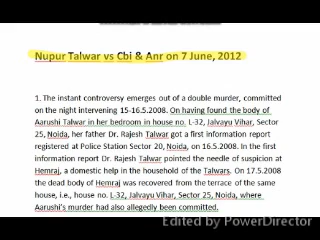 Nupur Talwar vs Cbi & Anr on 7 June, 2012
1. The instant controversy emerges out of a double murder, committed
on the night intervening 15-16.5.2008. On having found the body of
Aarushi Talwar in her bedroom in house no. L-32, Jalvayu Vihar, Sector
25, Noida, her father Dr. Rajesh Talwar got a first information report
registered at Police Station Sector 20, Noida, on 16.5.2008. In the first
information report Dr. Rajesh Talwar pointed the needle of suspicion at
Hemraj, a domestic help in the household of the Talwars. On 17.5.2008
the dead body of Hemraj was recovered from the terrace of the same
house, i.e., house no. L-32, Jalvayu Vihar, Sector 25, Noida, where
Aarushi's murder had also allegedly been committed.
Edited by PowerDirector